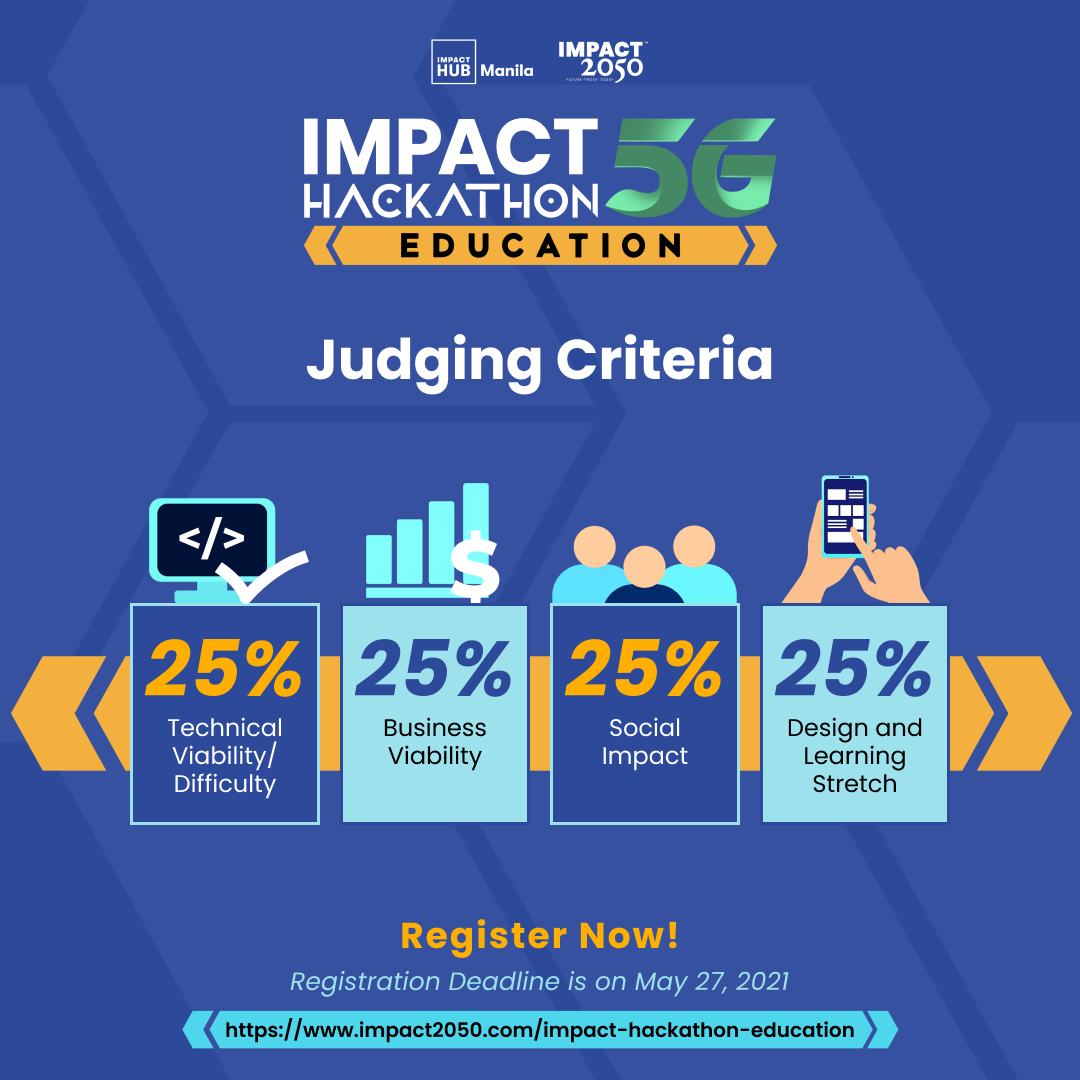 IMPACT
HUB Manila
IMPACT
2050
FUTURE-PROOF TODAY
IMPACT 5G
HACKATHON
EDUCATION
Judging Criteria
</>
$
25%
Technical
Viability/
Difficulty
25%
Business
Viability
25%
Social
Impact
25%
Design and
Learning
Stretch
Register Now!
Registration Deadline is on May 27, 2021
https://www.impact2050.com/impact-hackathon-education